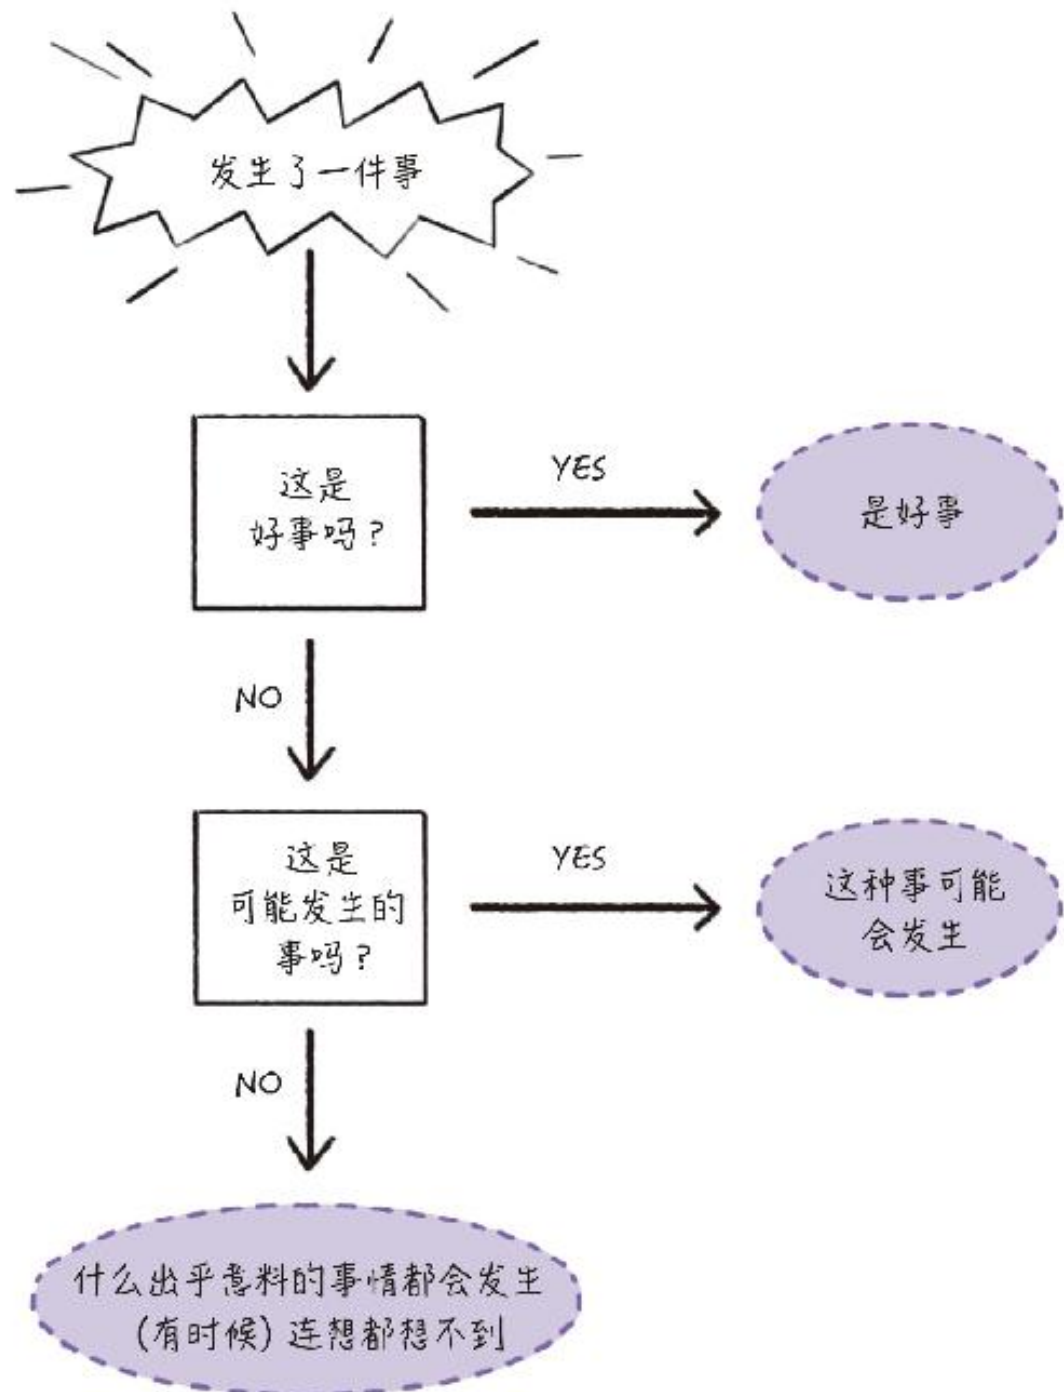 发生了一件事
这是
好事吗？
YES
是好事
NO
这是
可能发生的
事吗？
YES
这种事可能
会发生
NO
什么出乎意料的事情都会发生
（有时候）连想都想不到